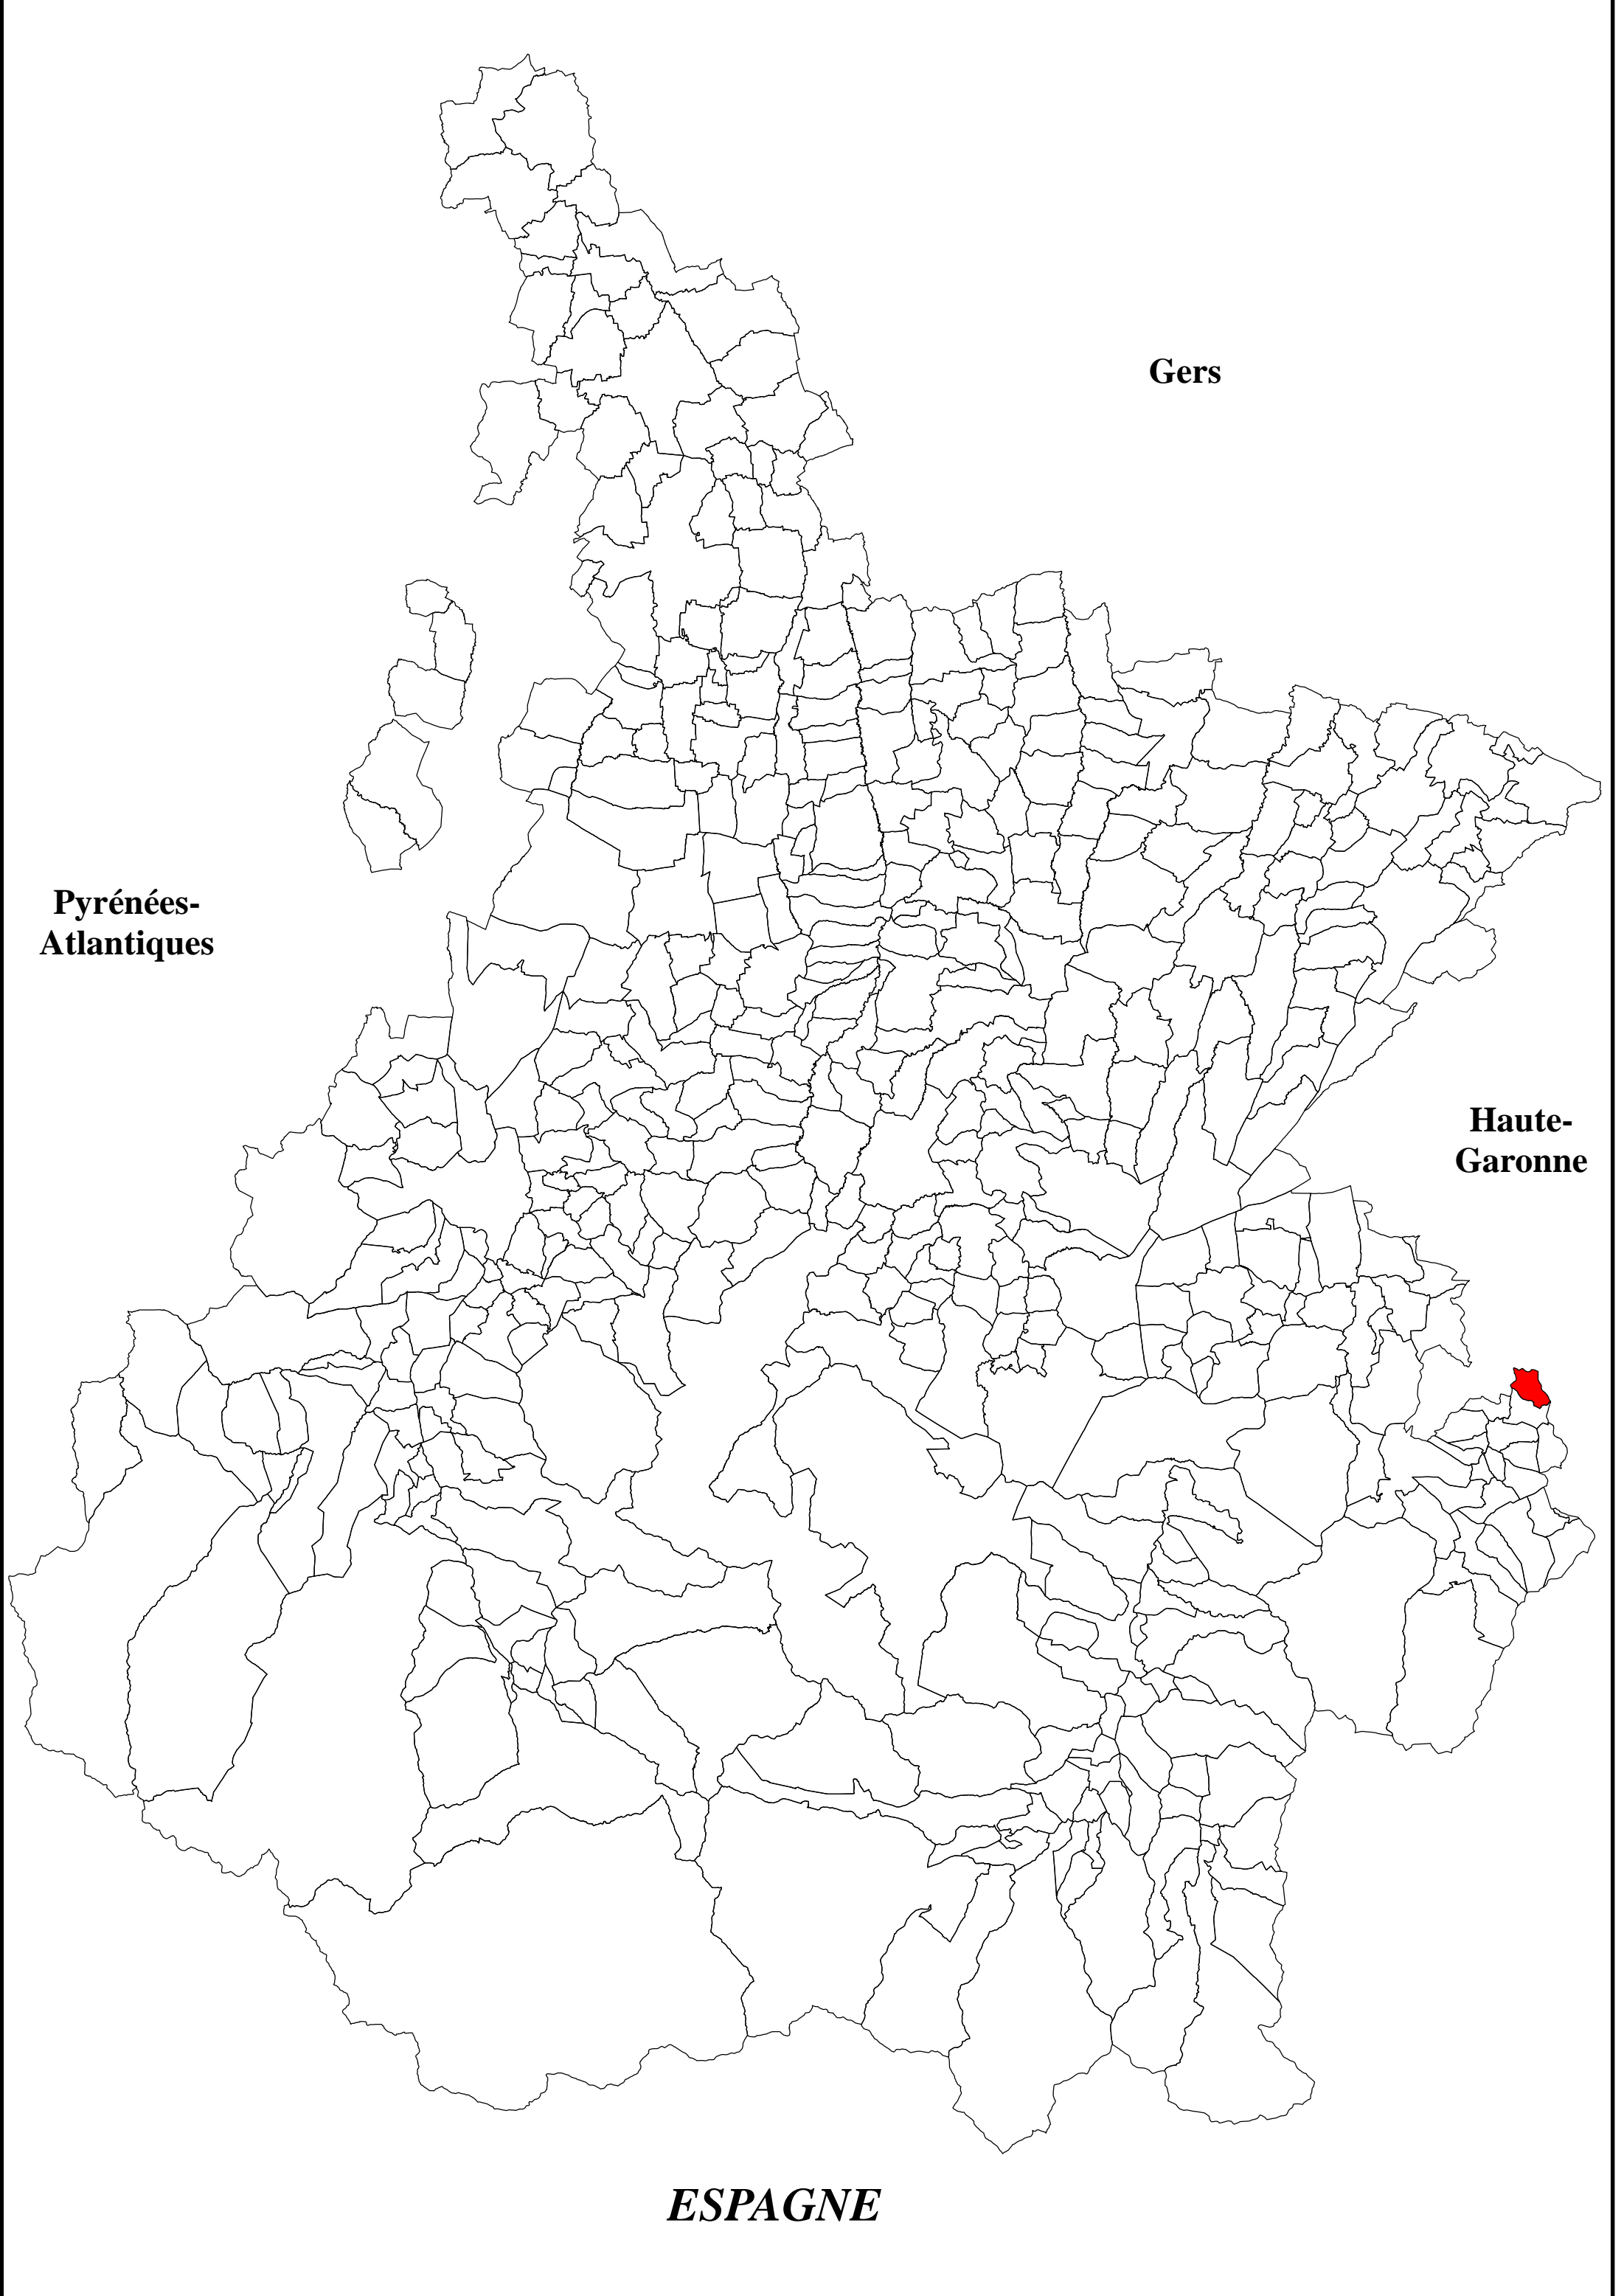 Gers
Pyrénées-
Atlantiques
Haute-
Garonne
ESPAGNE